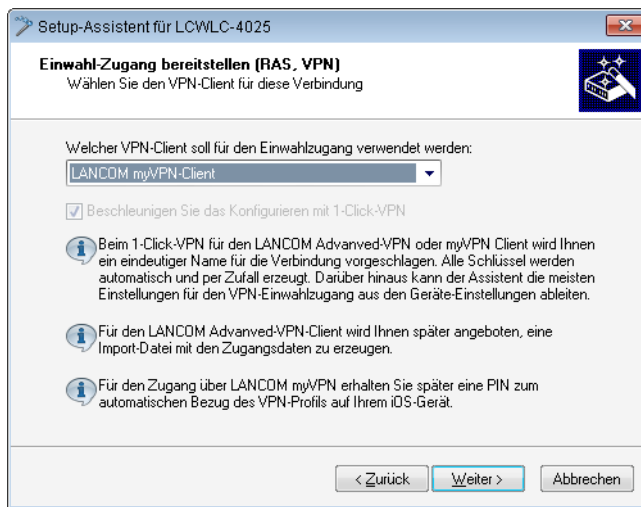 Setup-Assistent für LCWLC-4025
Einwahl-Zugang bereitstellen (RAS, VPN)
Wählen Sie den VPN-Client für diese Verbindung
Welcher VPN-Client soll für den Einwahlzugang verwendet werden:
LANCOM myVPN-Client
Beschleunigen Sie das Konfigurieren mit 1-Click-VPN
Beim 1-Click-VPN für den LANCOM Advanved-VPN oder myVPN Client wird Ihnen
ein eindeutiger Name für die Verbindung vorgeschlagen. Alle Schlüssel werden
automatisch und per Zufall erzeugt. Darüber hinaus kann der Assistent die meisten
Einstellungen für den VPN-Einwahlzugang aus den Geräte-Einstellungen ableiten.
Für den LANCOM Advanved-VPN-Client wird Ihnen später angeboten, eine
Import-Datei mit den Zugangsdaten zu erzeugen.
Für den Zugang über LANCOM myVPN erhalten Sie später eine PIN zum
automatischen Bezug des VPN-Profils auf Ihrem iOS-Gerät.
< Zurück Weiter > Abbrechen